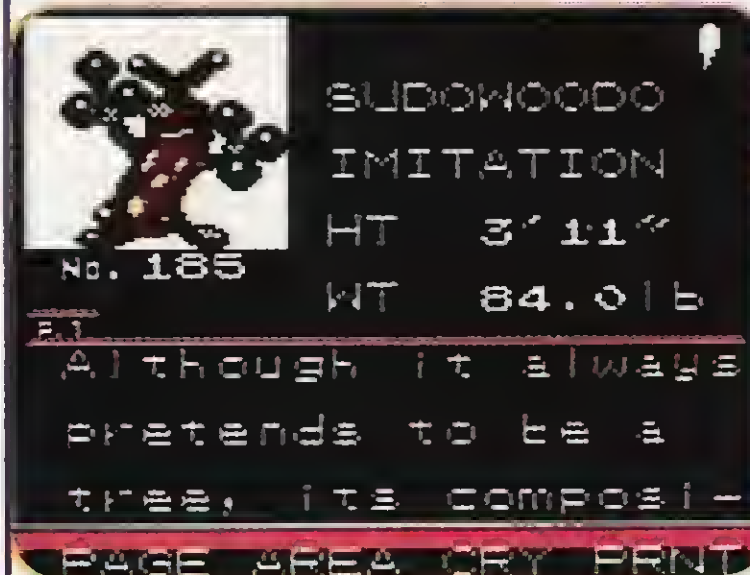 SUDOWOODO
IMITATION
HT 3'11"
No. 185
WT 84.0lb
P.1
Although it always
pretends to be a
tree, its composi-
PAGE AREA CRY PRNT